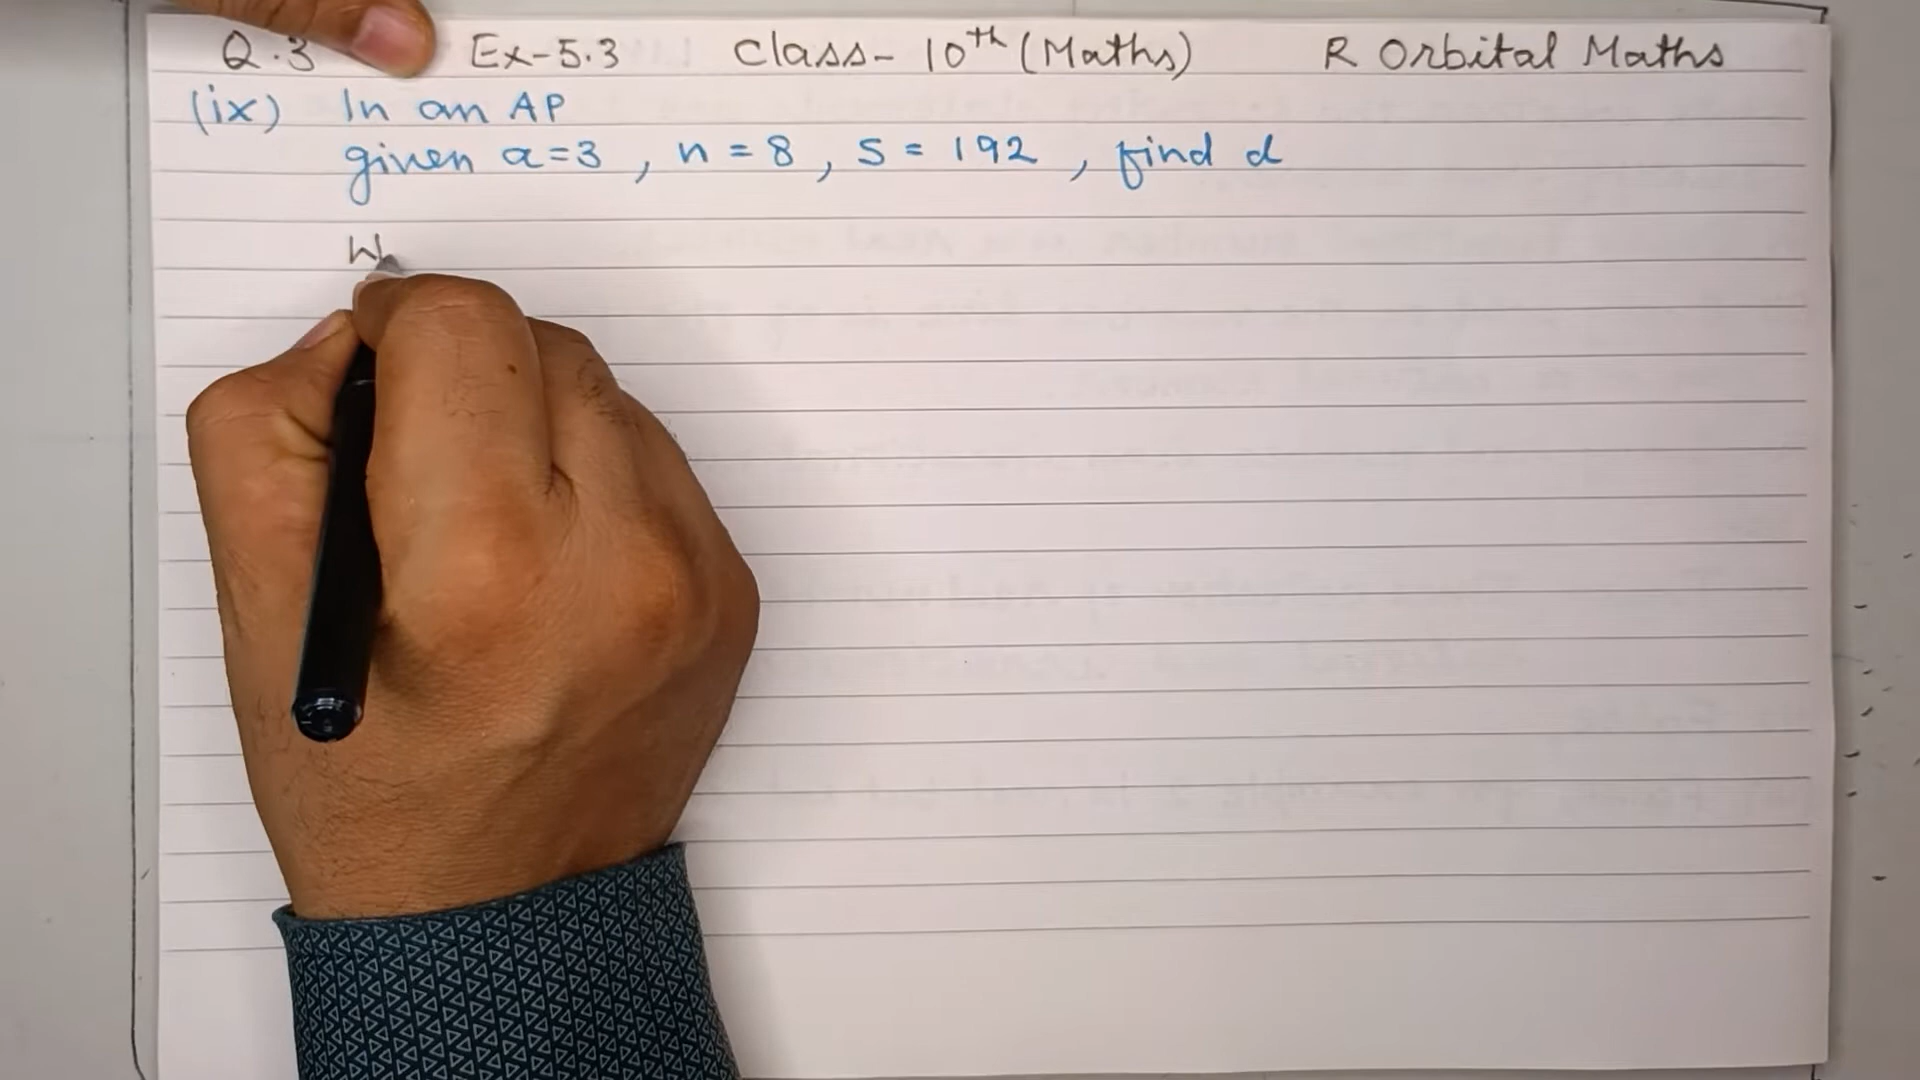 Q.3 Ex-5.3 Class- 10th (Maths) R Orbital Maths
(ix) In an AP
given a=3 , n = 8 , S = 192 , find d
W